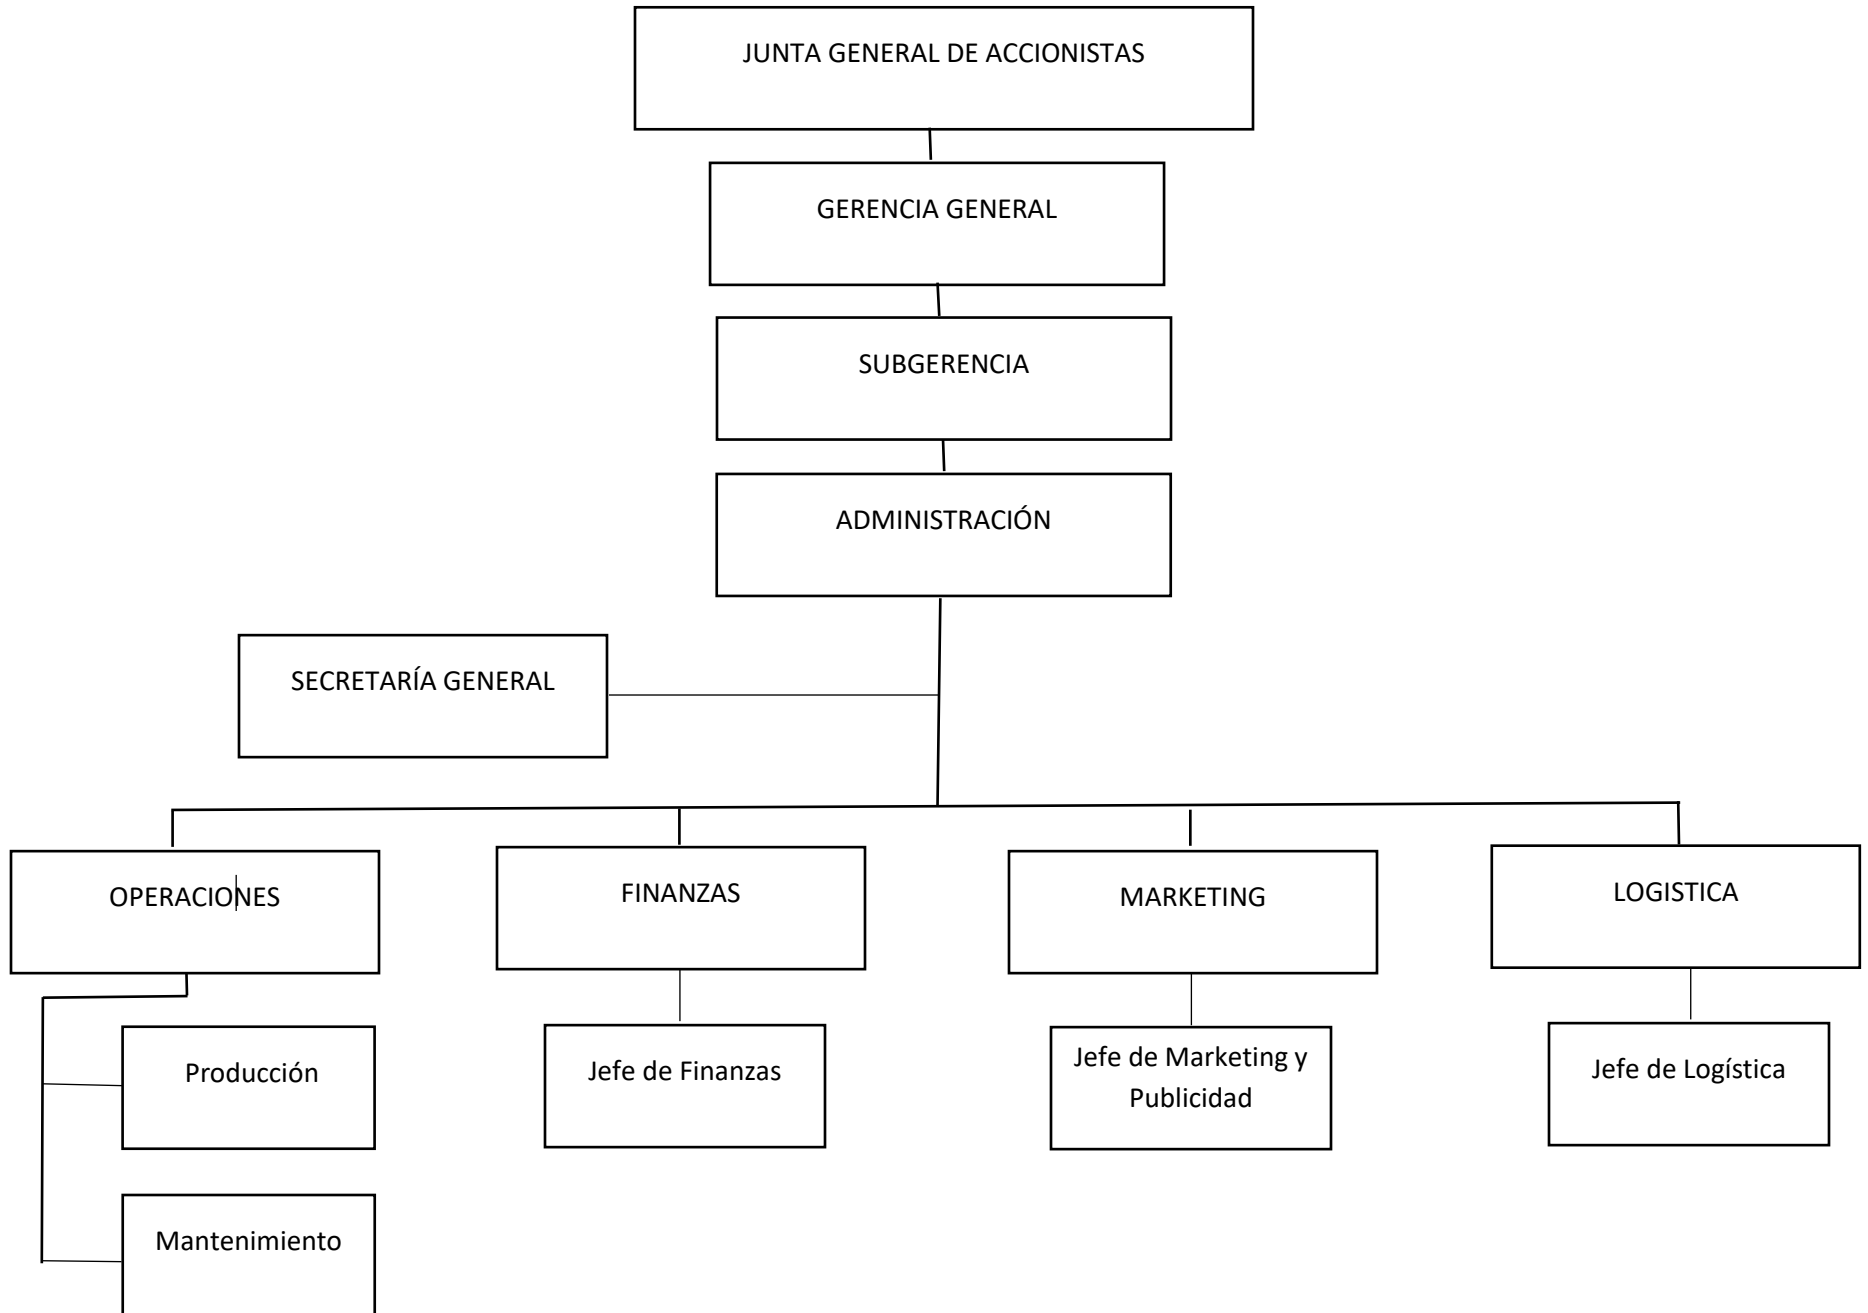 JUNTA GENERAL DE ACCIONISTAS
GERENCIA GENERAL
SUBGERENCIA
ADMINISTRACIÓN
SECRETARÍA GENERAL
OPERACIONES
FINANZAS
MARKETING
LOGISTICA
Producción
Jefe de Finanzas
Jefe de Marketing y
Publicidad
Jefe de Logística
Mantenimiento